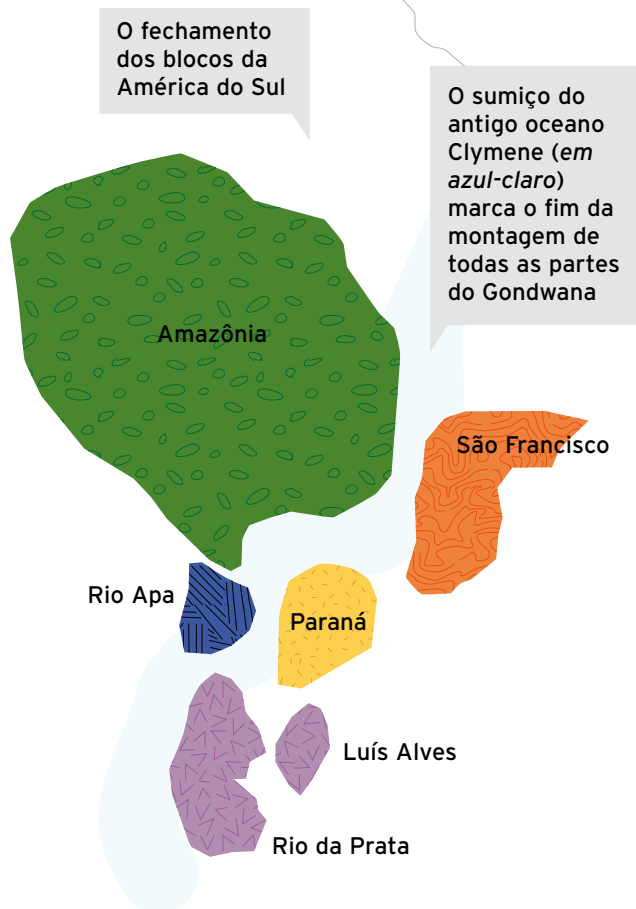 O fechamento
dos blocos da
América do Sul
O sumiço do
antigo oceano
Clymene (em
azul-claro)
marca o fim da
montagem de
todas as partes
do Gondwana
Amazônia
São Francisco
Rio Apa
Paraná
Luís Alves
Rio da Prata